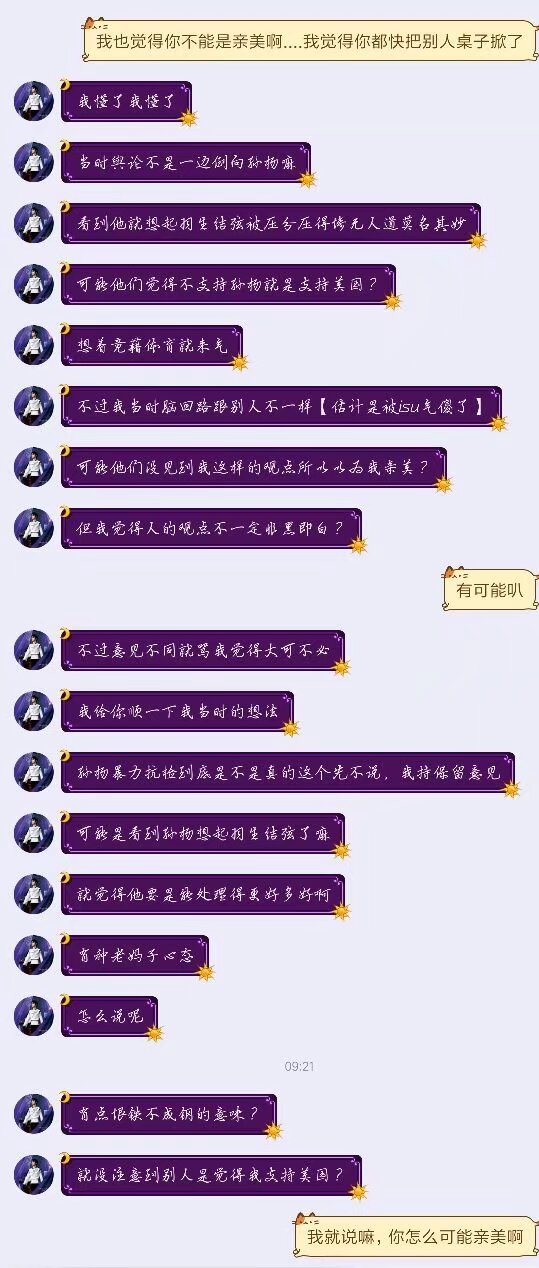 我也觉得你不能是亲美啊....我觉得你都快把别人桌子掀了
我懂了我懂了
当时舆论不是一边倒向孙杨嘛
看到他就想起羽生结弦被压分压得惨无人道莫名其妙
可能他们觉得不支持孙杨就是支持美国？
想着竞藉体育就来气
不过我当时脑回路跟别人不一样【估计是被isu气傻了】
可能他们没见到我这样的观点所以以为我亲美？
但我觉得人的观点不一定非黑即白？
有可能叭
不过意见不同就骂我觉得大可不必
我给你顺一下我当时的想法
孙杨暴力抗检到底是不是真的这个先不说，我持保留意见
可能是看到孙杨想起羽生结弦了嘛
就觉得他要是能处理得更好多好啊
有种老妈子心态
怎么说呢
09:21
有点恨铁不成钢的意味？
就没注意到别人是觉得我支持美国？
我就说嘛，你怎么可能亲美啊